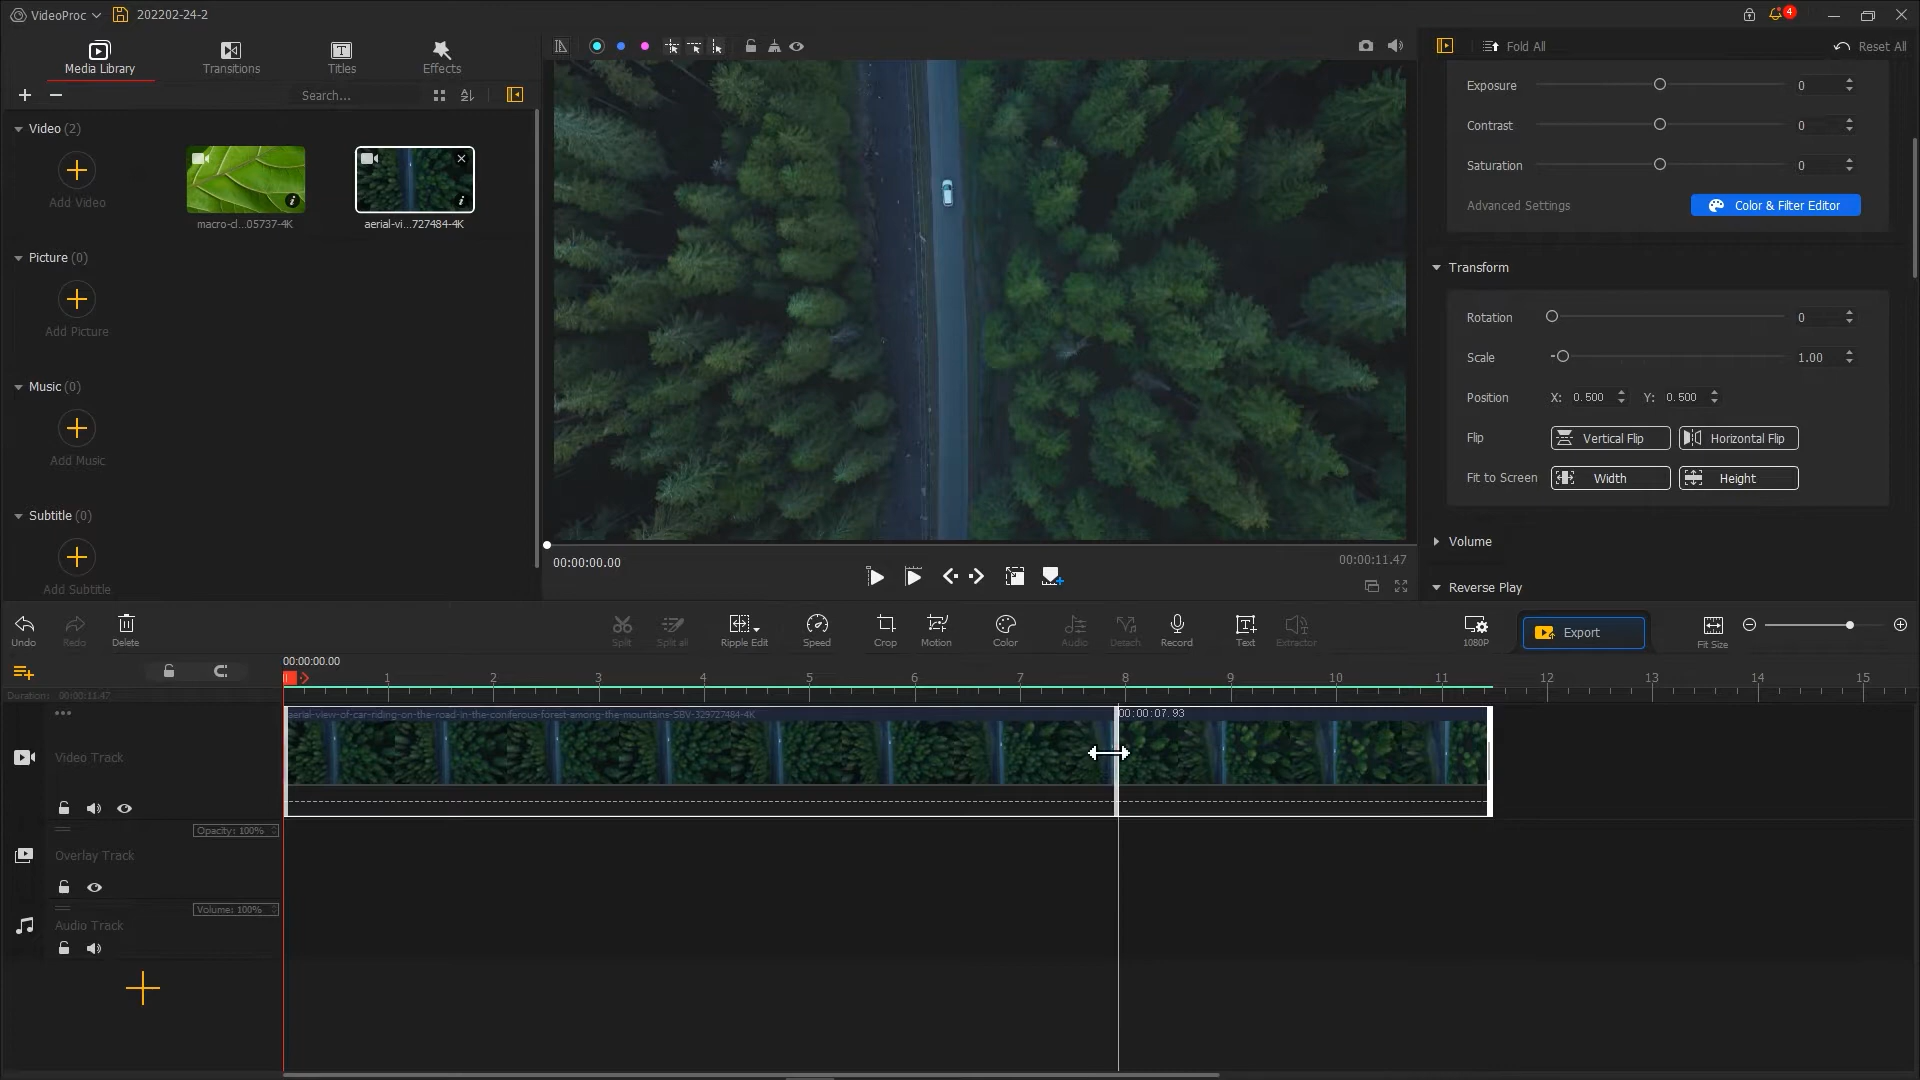 VideoProc
202202-24-2
4
Media Library
Transitions
Titles
Effects
Fold All
Reset All
Search...
Exposure
0
Contrast
0
Saturation
0
Advanced Settings
Color & Filter Editor
Video (2)
Add Video
macro-cl...05737-4K
aerial-vi...727484-4K
Picture (0)
Add Picture
Music (0)
Add Music
Subtitle (0)
Add Subtitle
Transform
Rotation
0
Scale
1.00
Position
X: 0.500
Y: 0.500
Flip
Vertical Flip
Horizontal Flip
Fit to Screen
Width
Height
Volume
Reverse Play
00:00:00.00
00:00:11.47
Undo
Redo
Delete
Split
Split all
Ripple Edit
Speed
Crop
Motion
Color
Audio
Detach
Record
Text
Extractor
1080P
Export
Fit Size
00:00:00.00
1 2 3 4 5 6 7 8 9 10 11 12 13 14 15
Duration: 00:00:11.47
aerial-view-of-car-riding-on-the-road-in-the-coniferous-forest-among-the-mountains-SBV-329727484-4K
00:00:07.93
Video Track
Opacity: 100%
Overlay Track
Volume: 100%
Audio Track